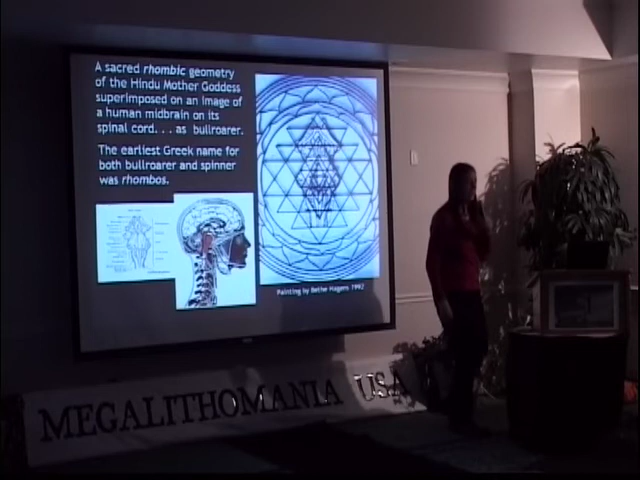 A sacred rhombic geometry
of the Hindu Mother Goddess
superimposed on an image of
a human midbrain on its
spinal cord. . . as bullroarer.
The earliest Greek name for
both bullroarer and spinner
was rhombos.
Painting by Bethe Hagens 1992
MEGALITHOMANIA USA